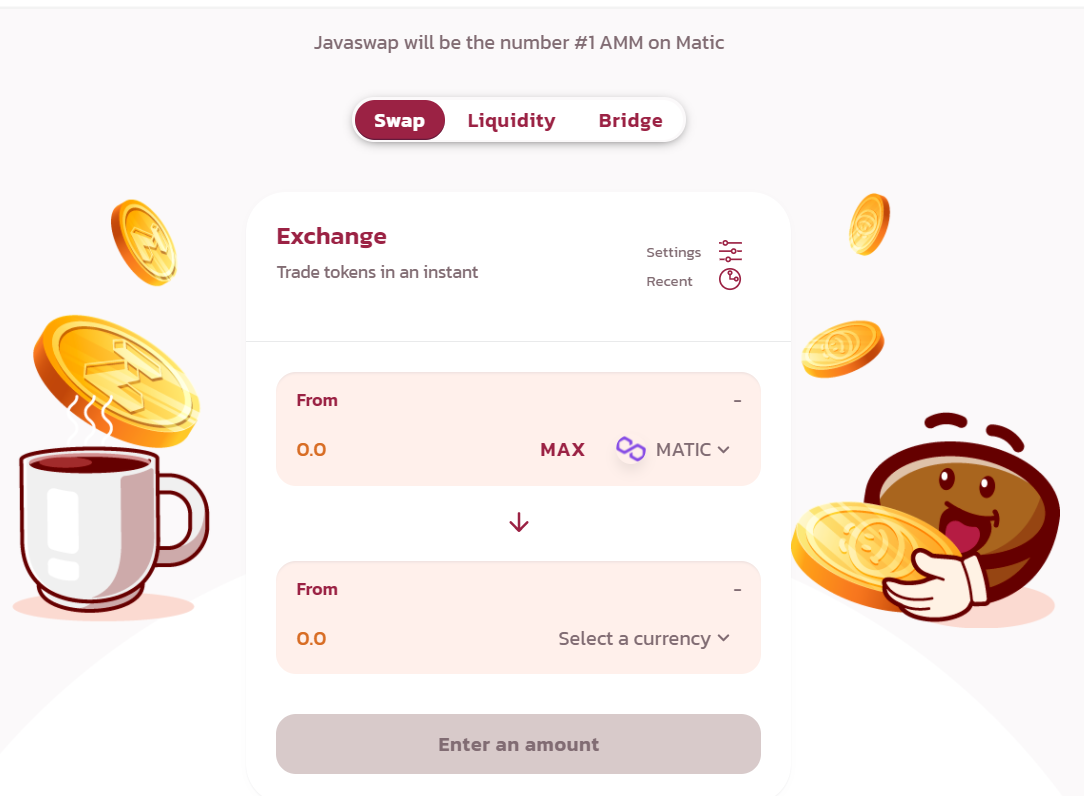 Javaswap will be the number #1 AMM on Matic
Swap Liquidity Bridge
Exchange
Trade tokens in an instant
Settings
Recent
From -
0.0 MAX MATIC
From -
0.0 Select a currency
Enter an amount